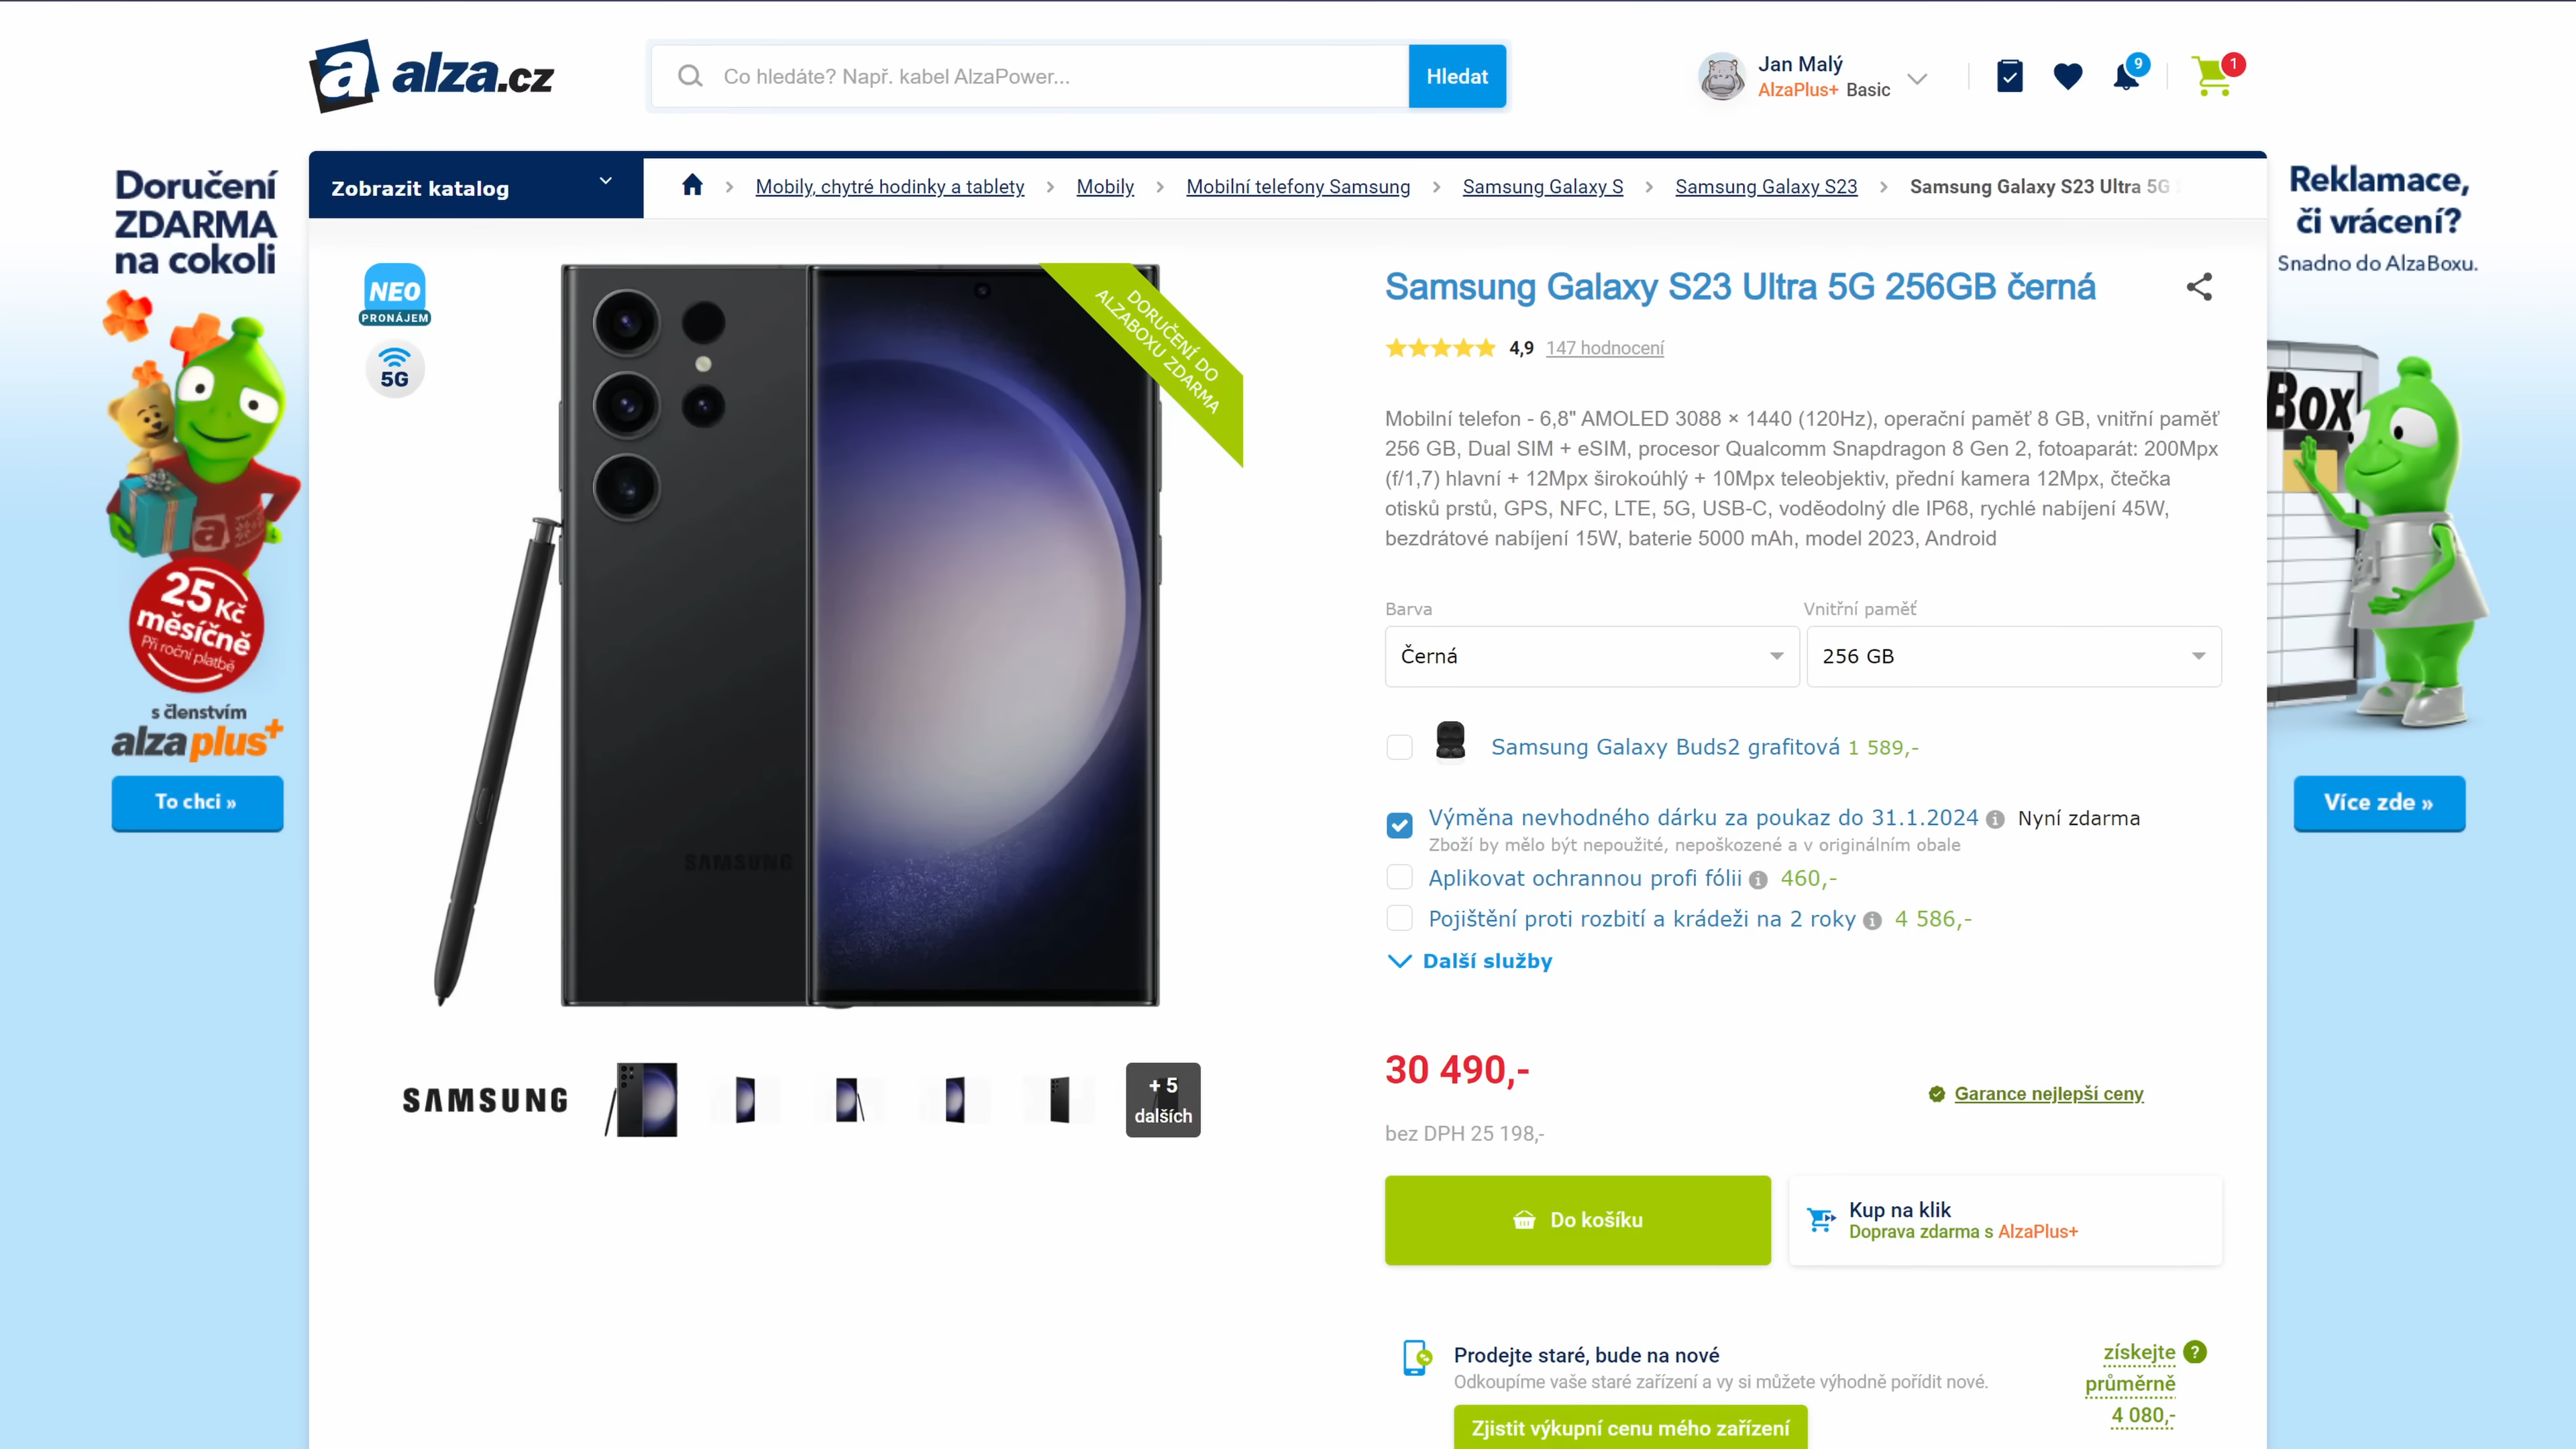 alza.cz
Co hledáte? Např. kabel AlzaPower...
Hledat
Jan Malý
AlzaPlus+ Basic
9
1
Doručení
ZDARMA
na cokoli
25 Kč
měsíčně
Při roční platbě
s členstvím
alzaplus+
To chci »
Zobrazit katalog
Mobily, chytré hodinky a tablety
Mobily
Mobilní telefony Samsung
Samsung Galaxy S
Samsung Galaxy S23
Samsung Galaxy S23 Ultra 5G
Reklamace,
či vrácení?
Snadno do AlzaBoxu.
Box
Více zde »
NEO
PRONÁJEM
5G
DORUČENÍ DO
ALZABOXU ZDARMA
SAMSUNG
SAMSUNG
+ 5
dalších
Samsung Galaxy S23 Ultra 5G 256GB černá
4,9 147 hodnocení
Mobilní telefon - 6,8" AMOLED 3088 × 1440 (120Hz), operační paměť 8 GB, vnitřní paměť
256 GB, Dual SIM + eSIM, procesor Qualcomm Snapdragon 8 Gen 2, fotoaparát: 200Mpx
(f/1,7) hlavní + 12Mpx širokoúhlý + 10Mpx teleobjektiv, přední kamera 12Mpx, čtečka
otisků prstů, GPS, NFC, LTE, 5G, USB-C, voděodolný dle IP68, rychlé nabíjení 45W,
bezdrátové nabíjení 15W, baterie 5000 mAh, model 2023, Android
Barva
Vnitřní paměť
Černá
256 GB
Samsung Galaxy Buds2 grafitová 1 589,-
Výměna nevhodného dárku za poukaz do 31.1.2024 Nyní zdarma
Zboží by mělo být nepoužité, nepoškozené a v originálním obale
Aplikovat ochrannou profi fólii 460,-
Pojištění proti rozbití a krádeži na 2 roky 4 586,-
Další služby
30 490,-
Garance nejlepší ceny
bez DPH 25 198,-
Do košíku
Kup na klik
Doprava zdarma s AlzaPlus+
Prodejte staré, bude na nové
Odkoupíme vaše staré zařízení a vy si můžete výhodně pořídit nové.
Zjistit výkupní cenu mého zařízení
získejte ?
průměrně
4 080,-